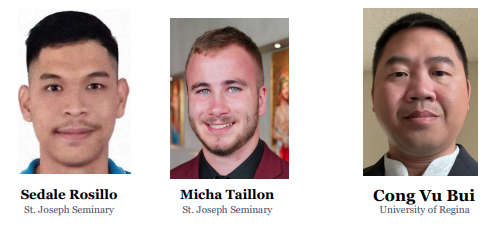 Sedale Rosillo
St. Joseph Seminary
Micha Taillon
St. Joseph Seminary
Cong Vu Bui
University of Regina